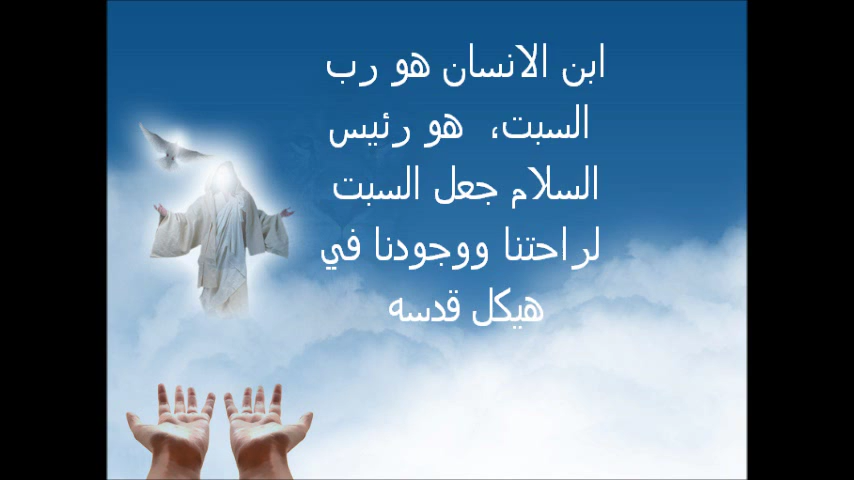 ابن الانسان هو رب
السبت، هو رئيس
السلام جعل السبت
لراحتنا ووجودنا في
هيكل قدسه